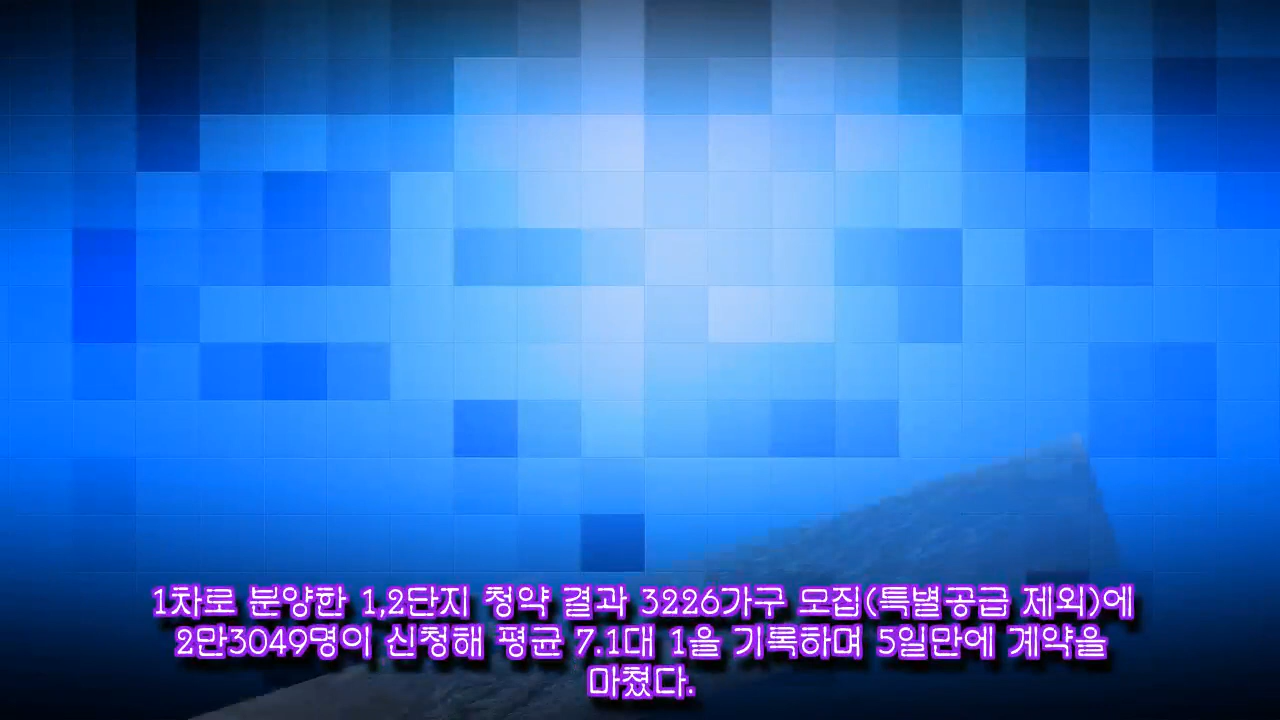 1차로 분양한 1,2단지 청약 결과 3226가구 모집(특별공급 제외)에
2만3049명이 신청해 평균 7.1대 1을 기록하며 5일만에 계약을
마쳤다.